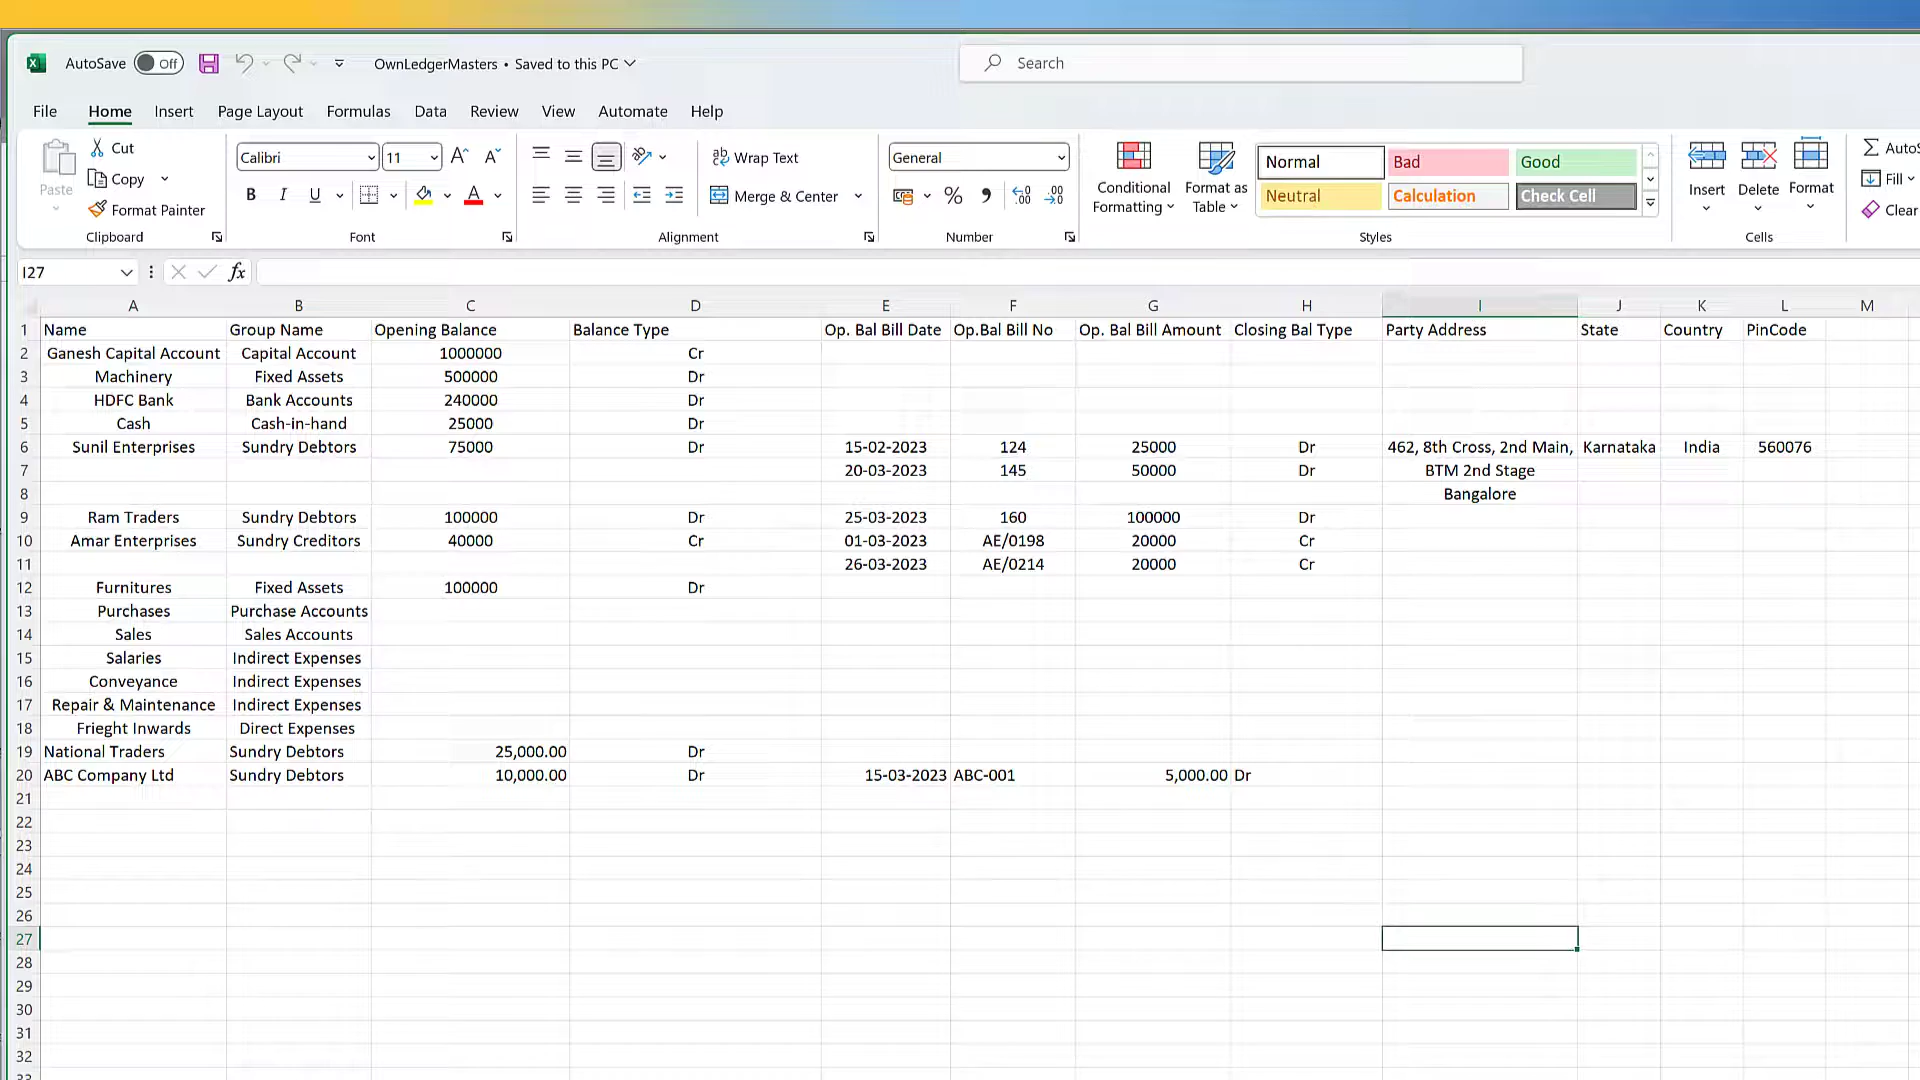 AutoSave Off OwnLedgerMasters • Saved to this PC Search
File Home Insert Page Layout Formulas Data Review View Automate Help
Paste Cut Copy Format Painter Clipboard
Calibri 11 B I U A Font
Wrap Text Merge & Center Alignment
General % Number
Conditional Formatting Format as Table
Normal Bad Good
Neutral Calculation Check Cell
Styles
Insert Delete Format Cells
Fill Clear
I27 fx
A B C D E F G H I J K L M
1 Name Group Name Opening Balance Balance Type Op. Bal Bill Date Op.Bal Bill No Op. Bal Bill Amount Closing Bal Type Party Address State Country PinCode
2 Ganesh Capital Account Capital Account 1000000 Cr
3 Machinery Fixed Assets 500000 Dr
4 HDFC Bank Bank Accounts 240000 Dr
5 Cash Cash-in-hand 25000 Dr
6 Sunil Enterprises Sundry Debtors 75000 Dr 15-02-2023 124 25000 Dr 462, 8th Cross, 2nd Main, Karnataka India 560076
7 20-03-2023 145 50000 Dr BTM 2nd Stage
8 Bangalore
9 Ram Traders Sundry Debtors 100000 Dr 25-03-2023 160 100000 Dr
10 Amar Enterprises Sundry Creditors 40000 Cr 01-03-2023 AE/0198 20000 Cr
11 26-03-2023 AE/0214 20000 Cr
12 Furnitures Fixed Assets 100000 Dr
13 Purchases Purchase Accounts
14 Sales Sales Accounts
15 Salaries Indirect Expenses
16 Conveyance Indirect Expenses
17 Repair & Maintenance Indirect Expenses
18 Frieght Inwards Direct Expenses
19 National Traders Sundry Debtors 25,000.00 Dr
20 ABC Company Ltd Sundry Debtors 10,000.00 Dr 15-03-2023 ABC-001 5,000.00 Dr
21
22
23
24
25
26
27
28
29
30
31
32